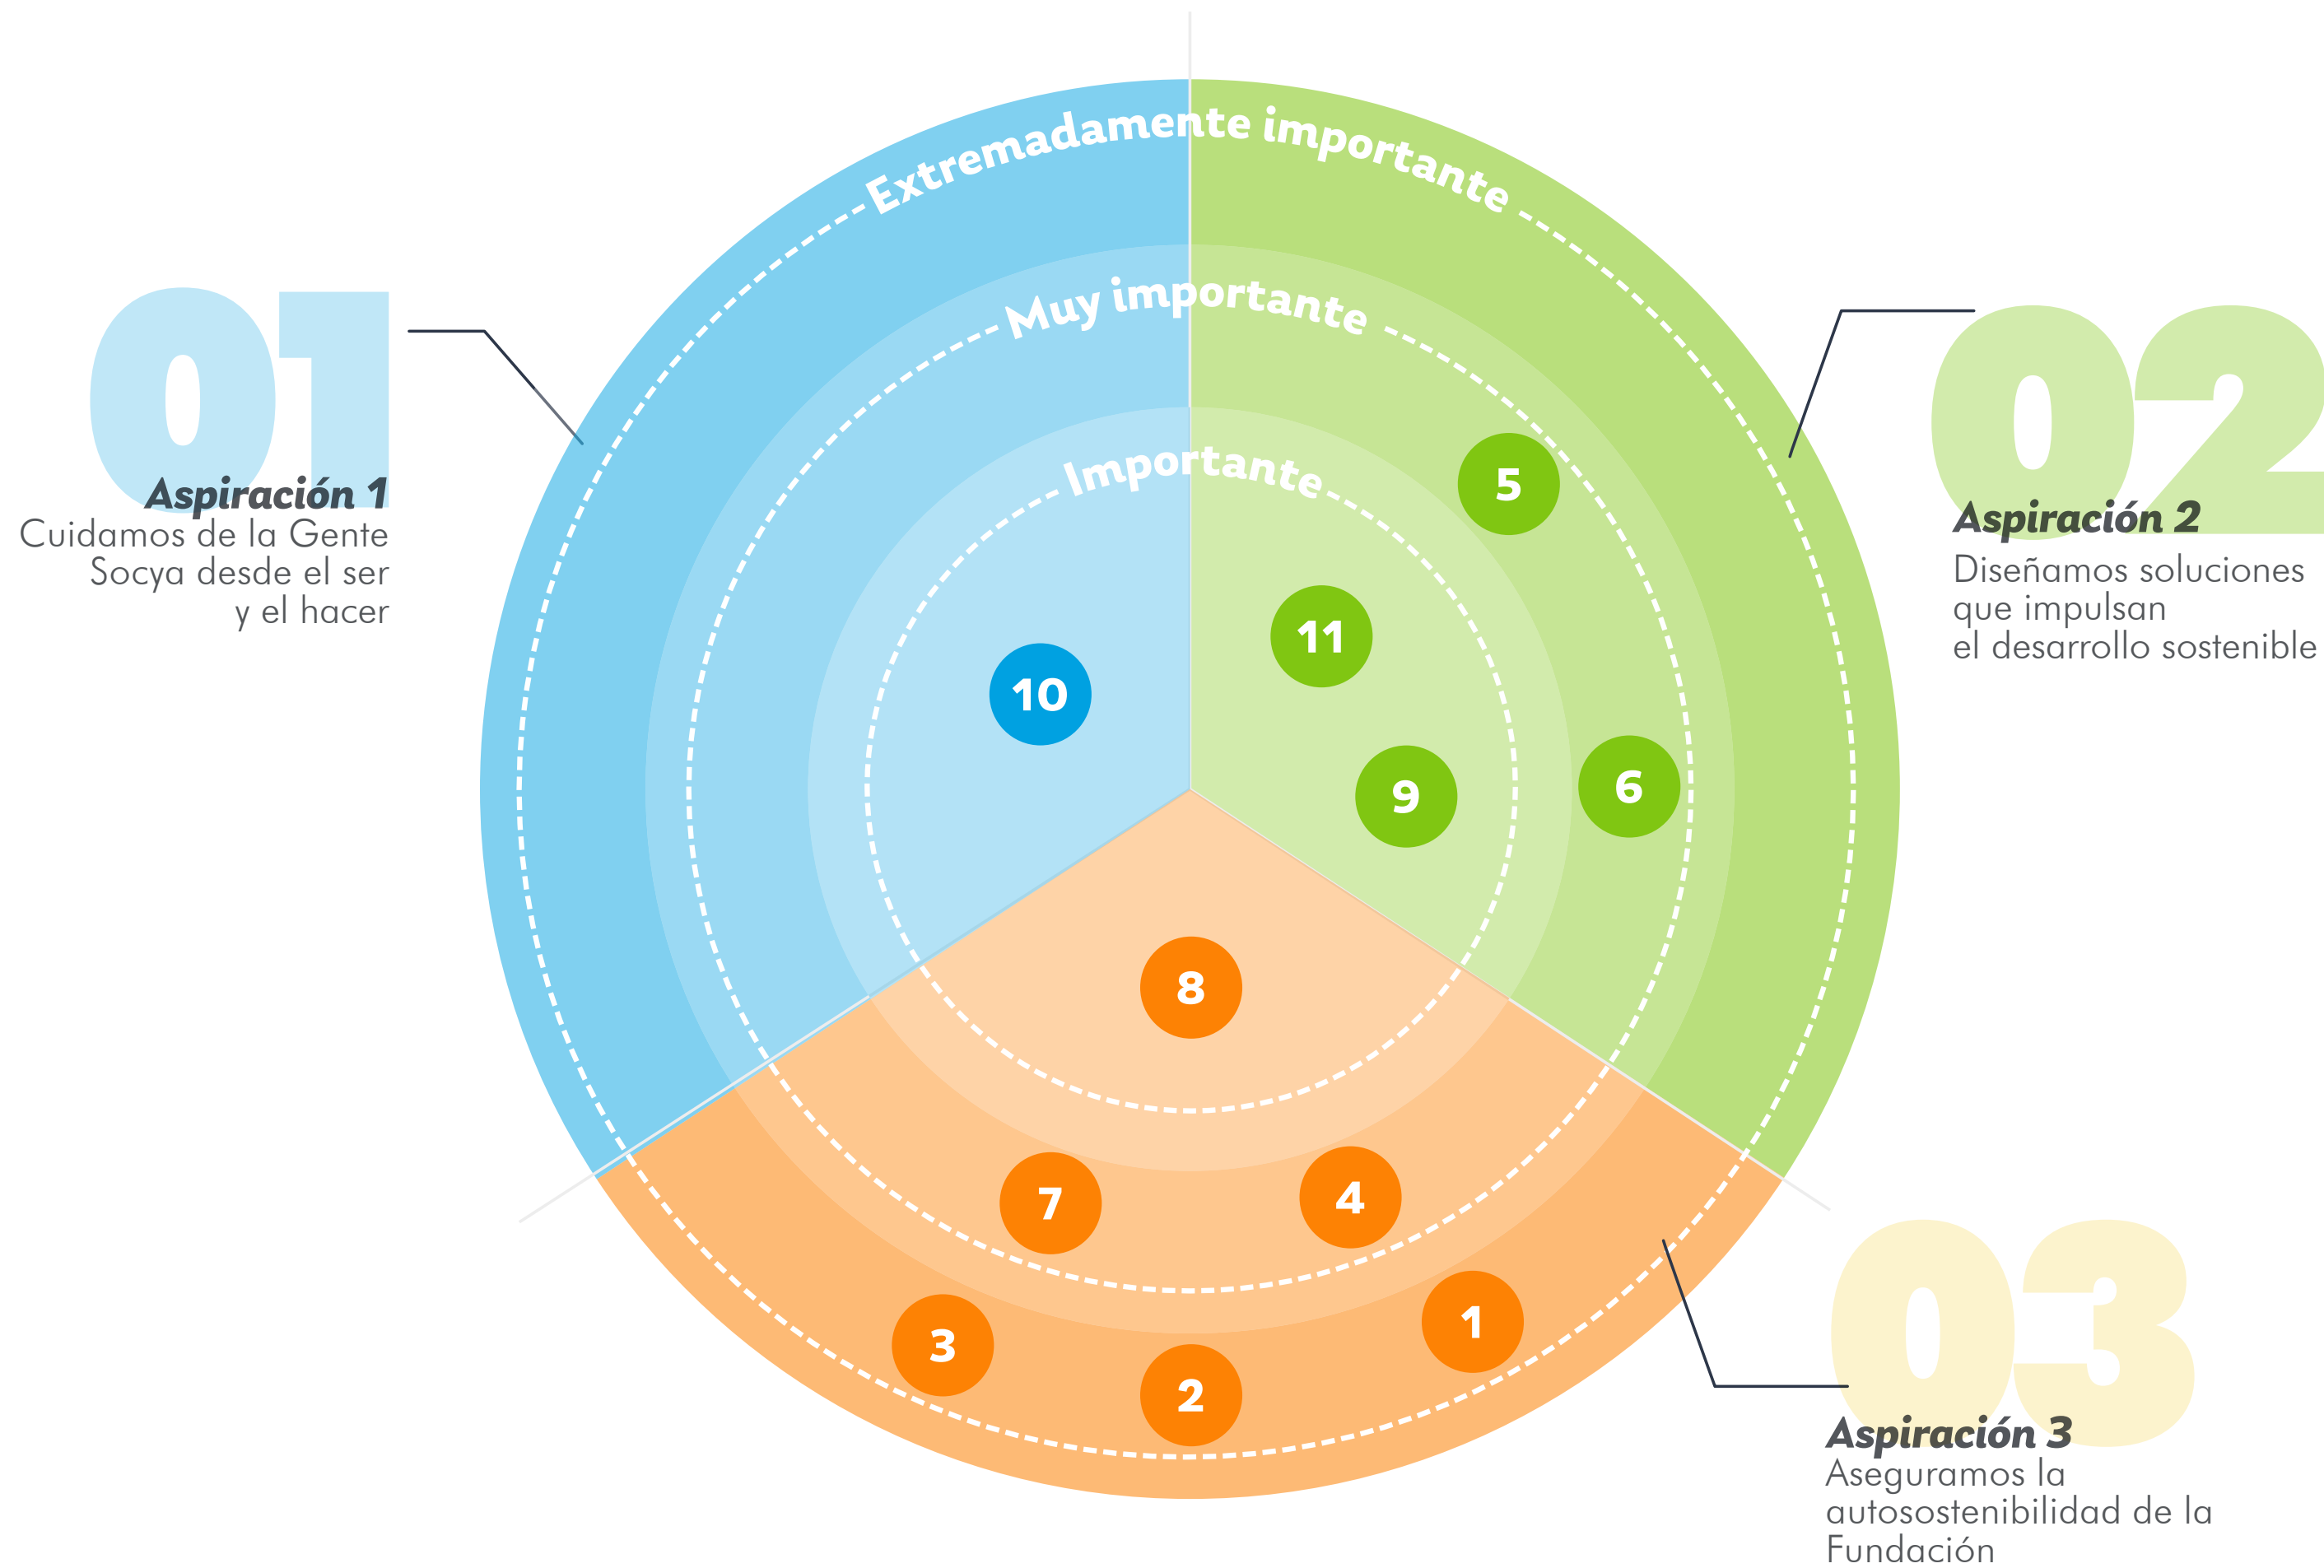 Extremadamente importante
Muy importante
Importante
01
Aspiración 1
Cuidamos de la Gente
Socya desde el ser
y el hacer
02
Aspiración 2
Diseñamos soluciones
que impulsan
el desarrollo sostenible
5
11
10
9
6
8
7
4
3
2
1
03
Aspiración 3
Aseguramos la
autosostenibilidad de la
Fundación